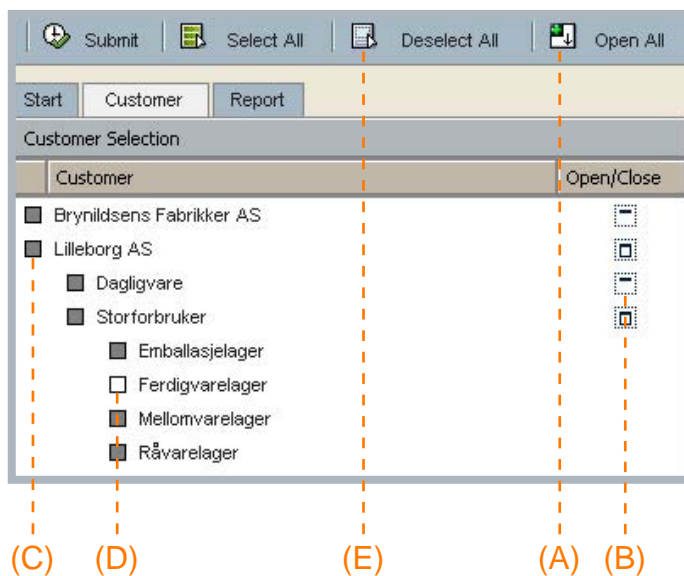 Submit Select All Deselect All Open All
Start Customer Report
Customer Selection
Customer Open/Close
Brynildsens Fabrikker AS
Lilleborg AS
Dagligvare
Storforbruker
Emballasjelager
Ferdigvarelager
Mellomvarelager
Råvarelager
(C) (D) (E) (A) (B)